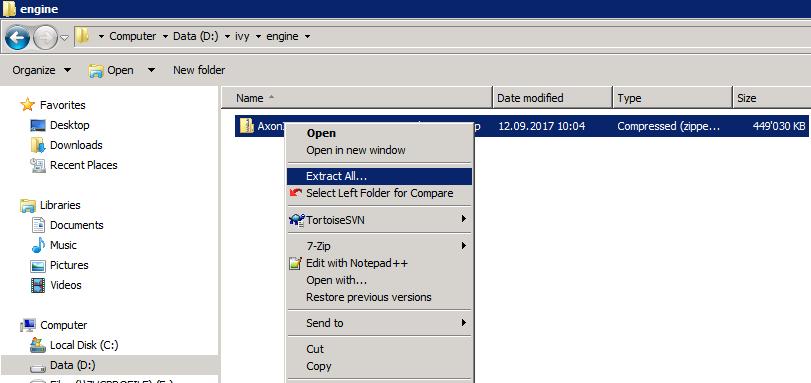 engine
Computer Data (D:) ivy engine
Organize Open New folder
Name Date modified Type Size
Favorites
Desktop
Downloads
Recent Places
Libraries
Documents
Music
Pictures
Videos
Computer
Local Disk (C:)
Data (D:)
12.09.2017 10:04 Compressed (zippe... 449'030 KB
Open
Open in new window
Extract All...
Select Left Folder for Compare
TortoiseSVN
7-Zip
Edit with Notepad++
Open with...
Restore previous versions
Send to
Cut
Copy